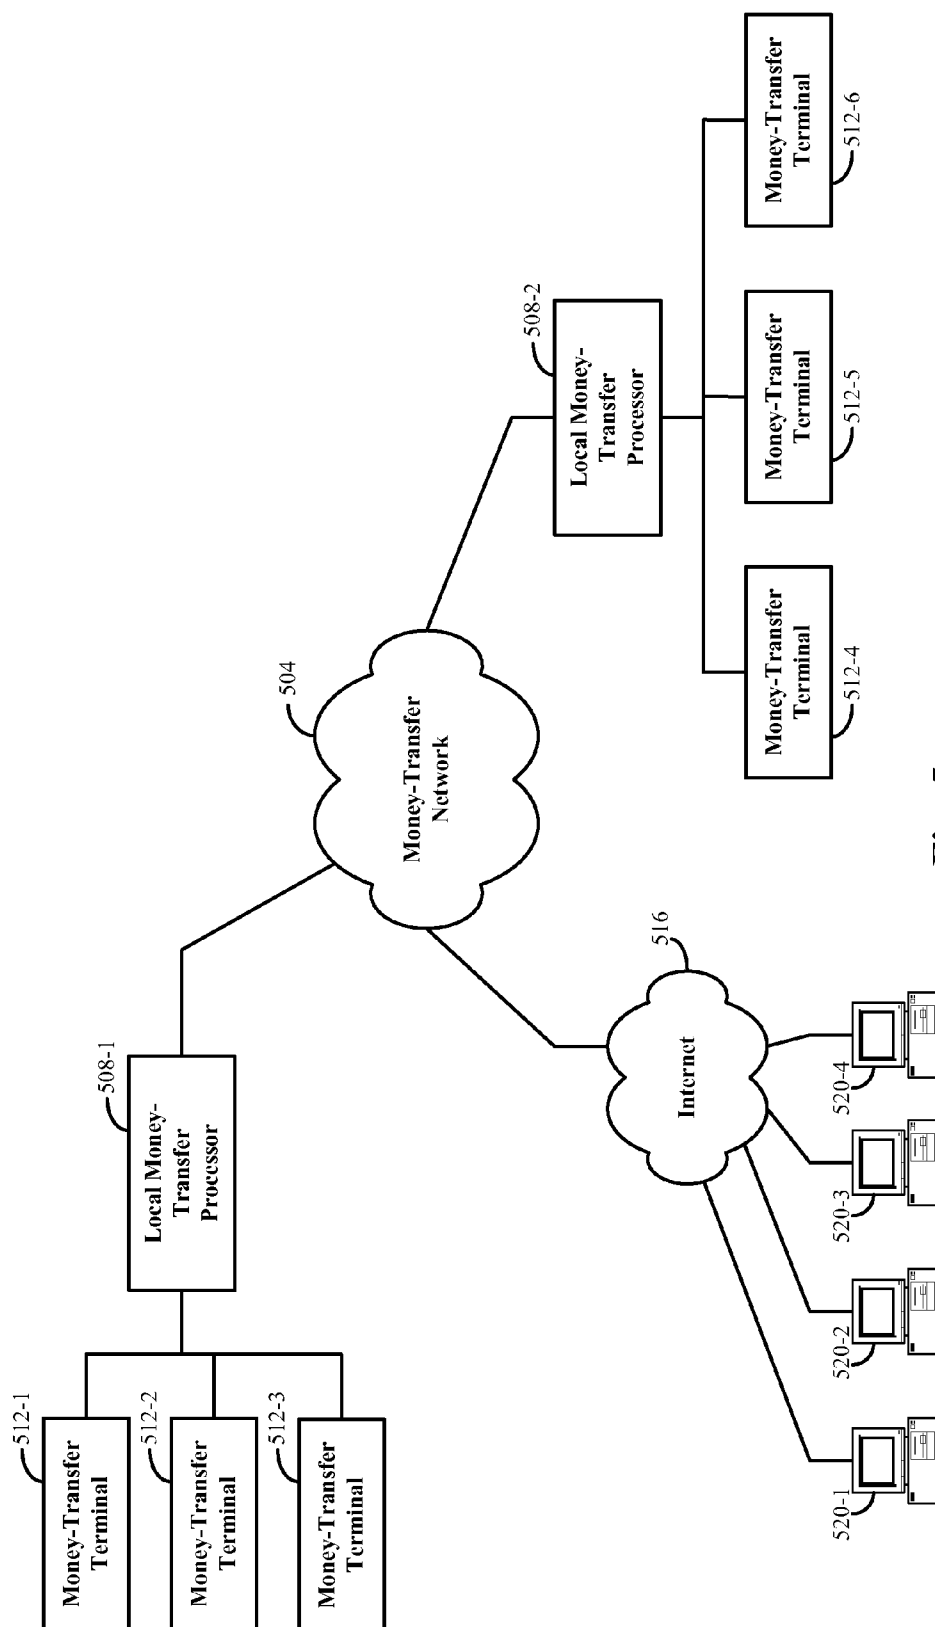 512-1
Money-Transfer
Terminal
512-2
Money-Transfer
Terminal
512-3
Money-Transfer
Terminal
508-1
Local Money-
Transfer
Processor
504
Money-Transfer
Network
508-2
Local Money-
Transfer
Processor
516
Internet
Money-Transfer
Terminal
512-4
Money-Transfer
Terminal
512-5
Money-Transfer
Terminal
512-6
520-1
520-2
520-3
520-4